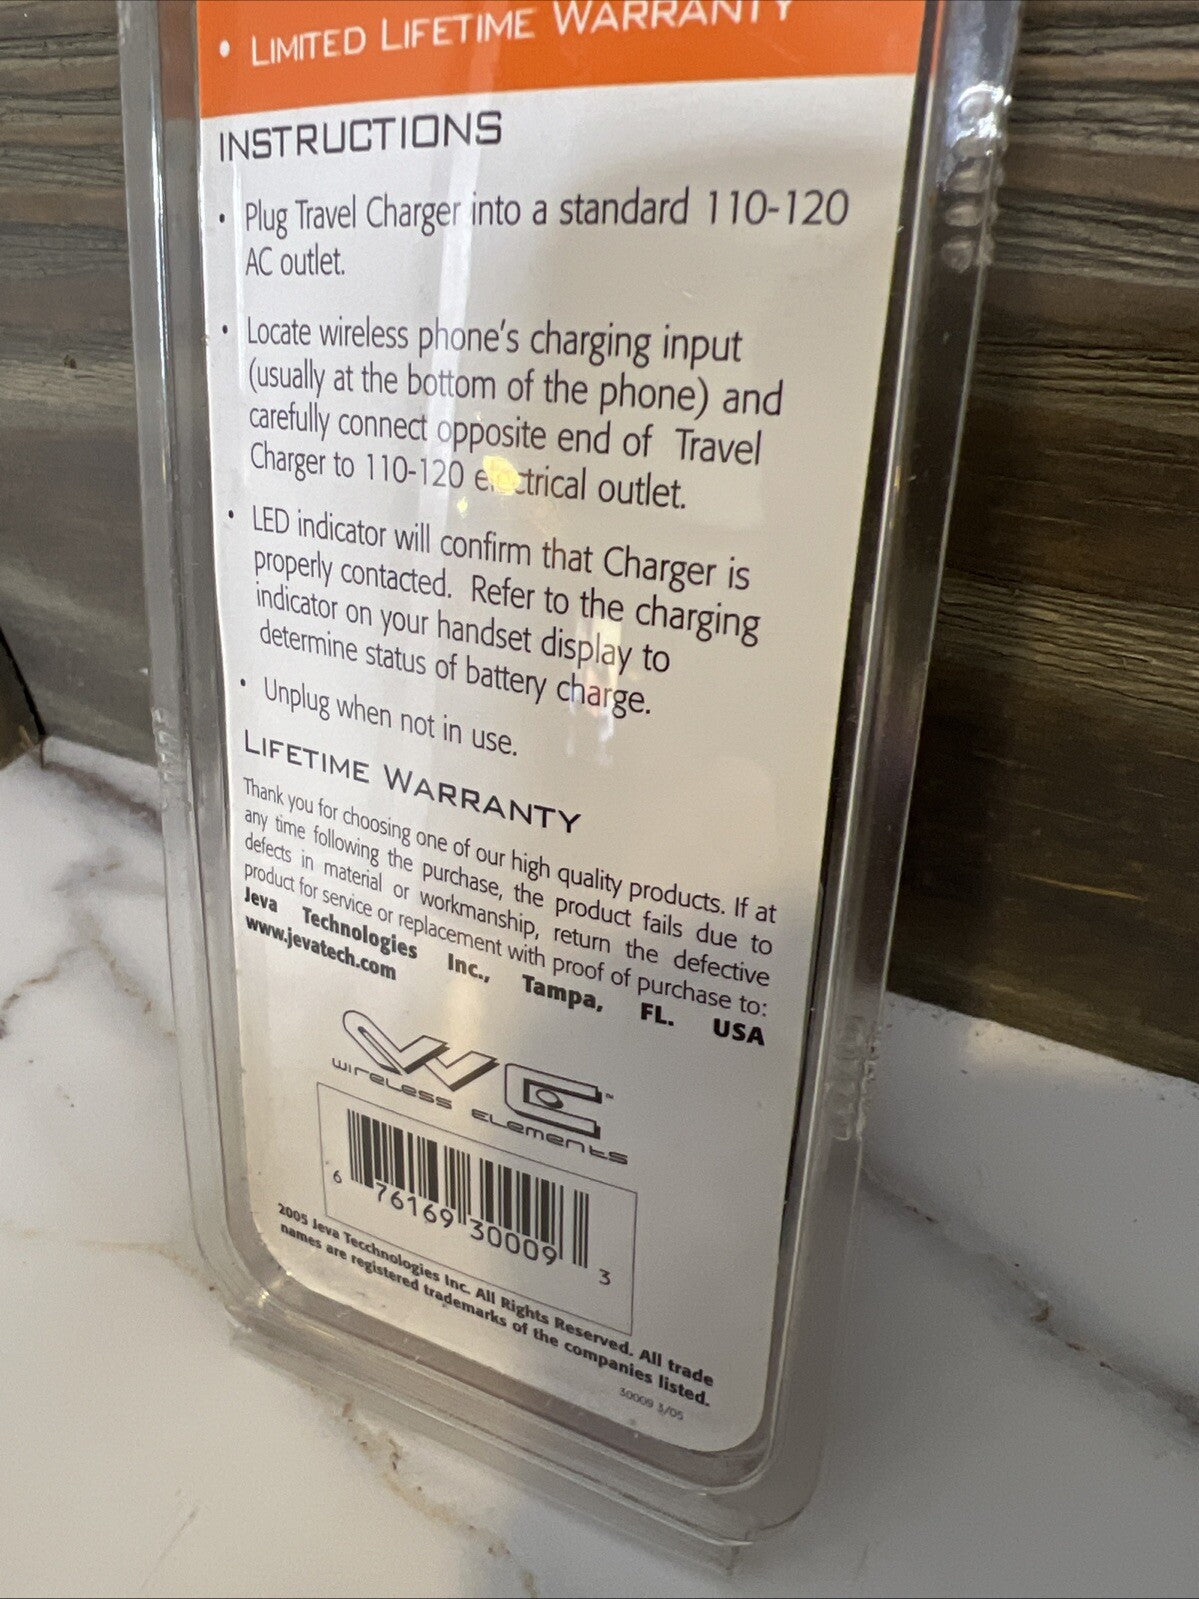 • LIMITED LIFETIME WARRANTY
INSTRUCTIONS
• Plug Travel Charger into a standard 110-120
AC outlet.
• Locate wireless phone's charging input
(usually at the bottom of the phone) and
carefully connect opposite end of Travel
Charger to 110-120 electrical outlet.
• LED indicator will confirm that Charger is
properly contacted. Refer to the charging
indicator on your handset display to
determine status of battery charge.
• Unplug when not in use.
LIFETIME WARRANTY
Thank you for choosing one of our high quality products. If at
any time following the purchase, the product fails due to
defects in material or workmanship, return the defective
product for service or replacement with proof of purchase to:
Jeva Technologies Inc., Tampa, FL. USA
www.jevatech.com
WE™
WIRELESS ELEMENTS
6 76169 30009 3
2005 Jeva Tecchnologies Inc. All Rights Reserved. All trade
names are registered trademarks of the companies listed.
30009 3/05